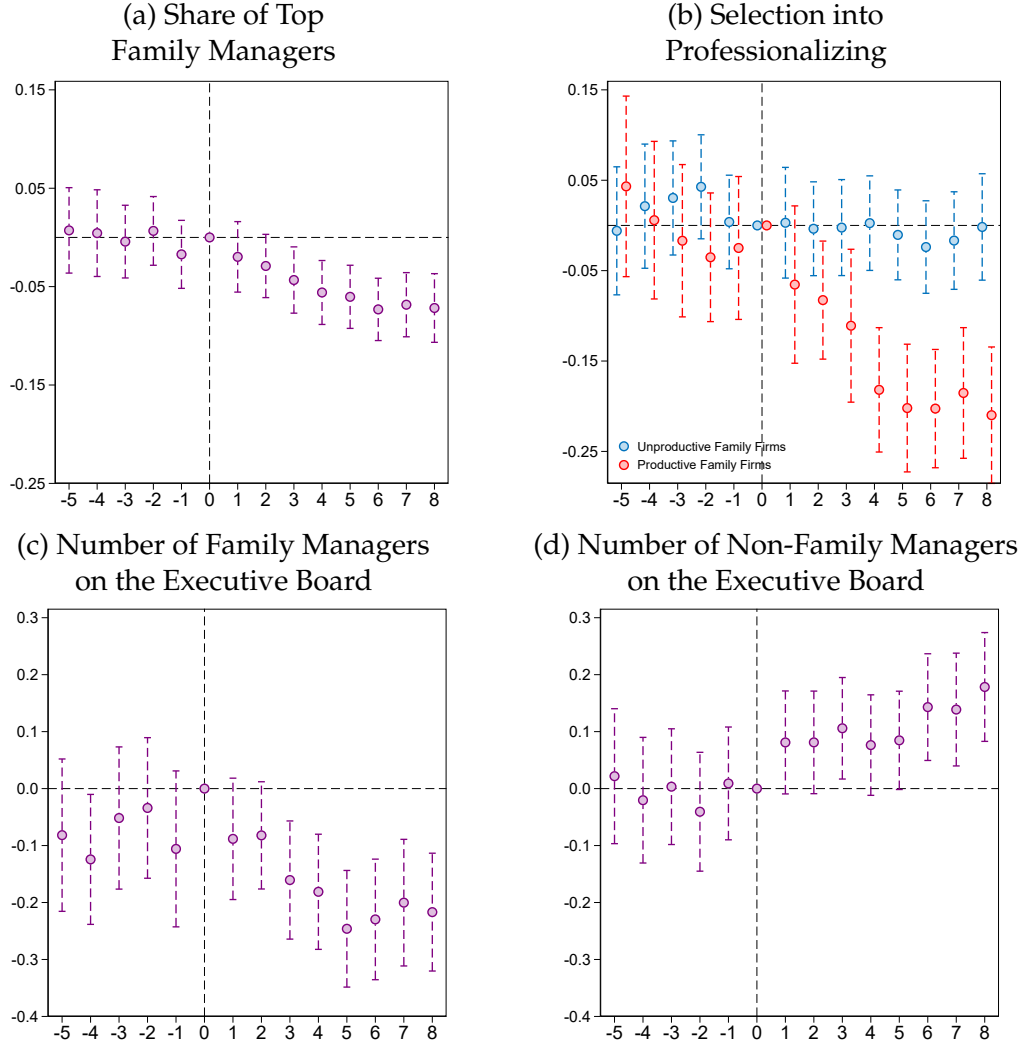 (a) Share of Top
Family Managers
0.15
0.05
-0.05
-0.15
-0.25
-5 -4 -3 -2 -1 0 1 2 3 4 5 6 7 8
(b) Selection into
Professionalizing
0.15
0.05
-0.05
-0.15
-0.25
Unproductive Family Firms
Productive Family Firms
-5 -4 -3 -2 -1 0 1 2 3 4 5 6 7 8
(c) Number of Family Managers
on the Executive Board
0.3
0.2
0.1
0.0
-0.1
-0.2
-0.3
-0.4
-5 -4 -3 -2 -1 0 1 2 3 4 5 6 7 8
(d) Number of Non-Family Managers
on the Executive Board
0.3
0.2
0.1
0.0
-0.1
-0.2
-0.3
-0.4
-5 -4 -3 -2 -1 0 1 2 3 4 5 6 7 8